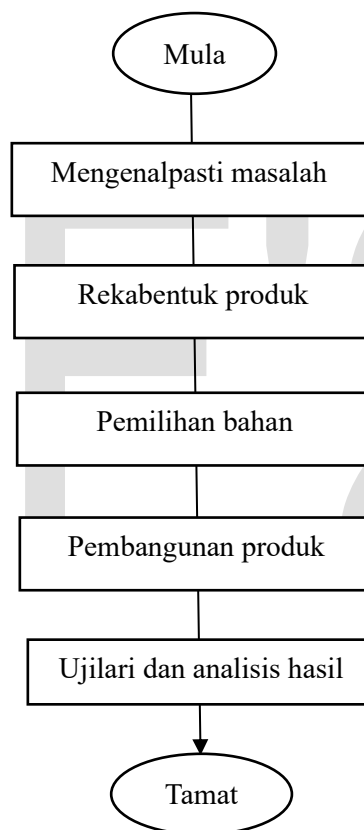 Mula
Mengenalpasti masalah
Rekabentuk produk
Pemilihan bahan
Pembangunan produk
Ujilari dan analisis hasil
Tamat